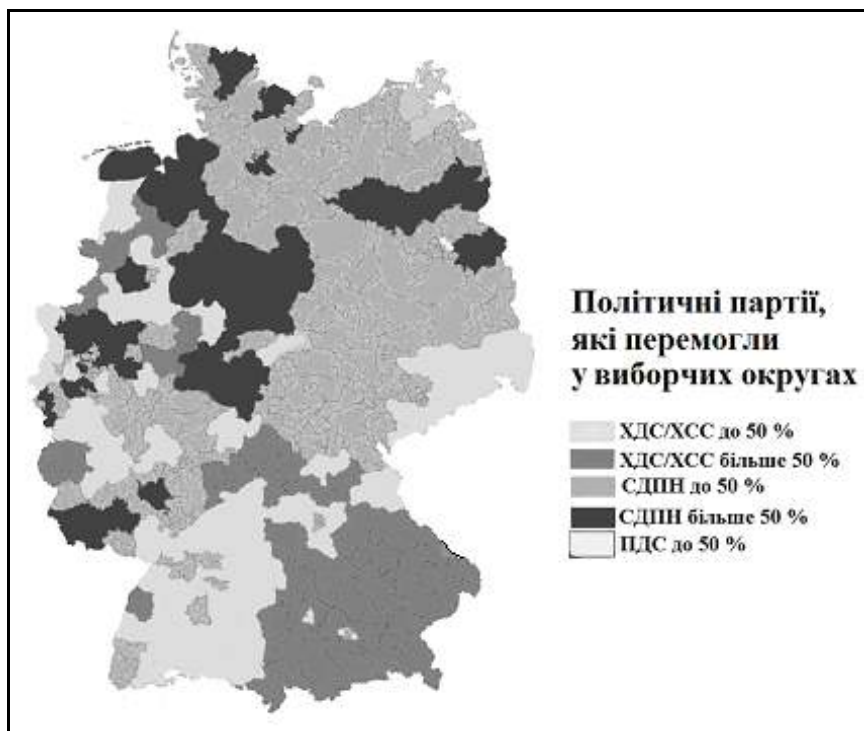 Політичні партії,
які перемогли
у виборчих округах
ХДС/ХСС до 50 %
ХДС/ХСС більше 50 %
СДПН до 50 %
СДПН більше 50 %
ПДС до 50 %